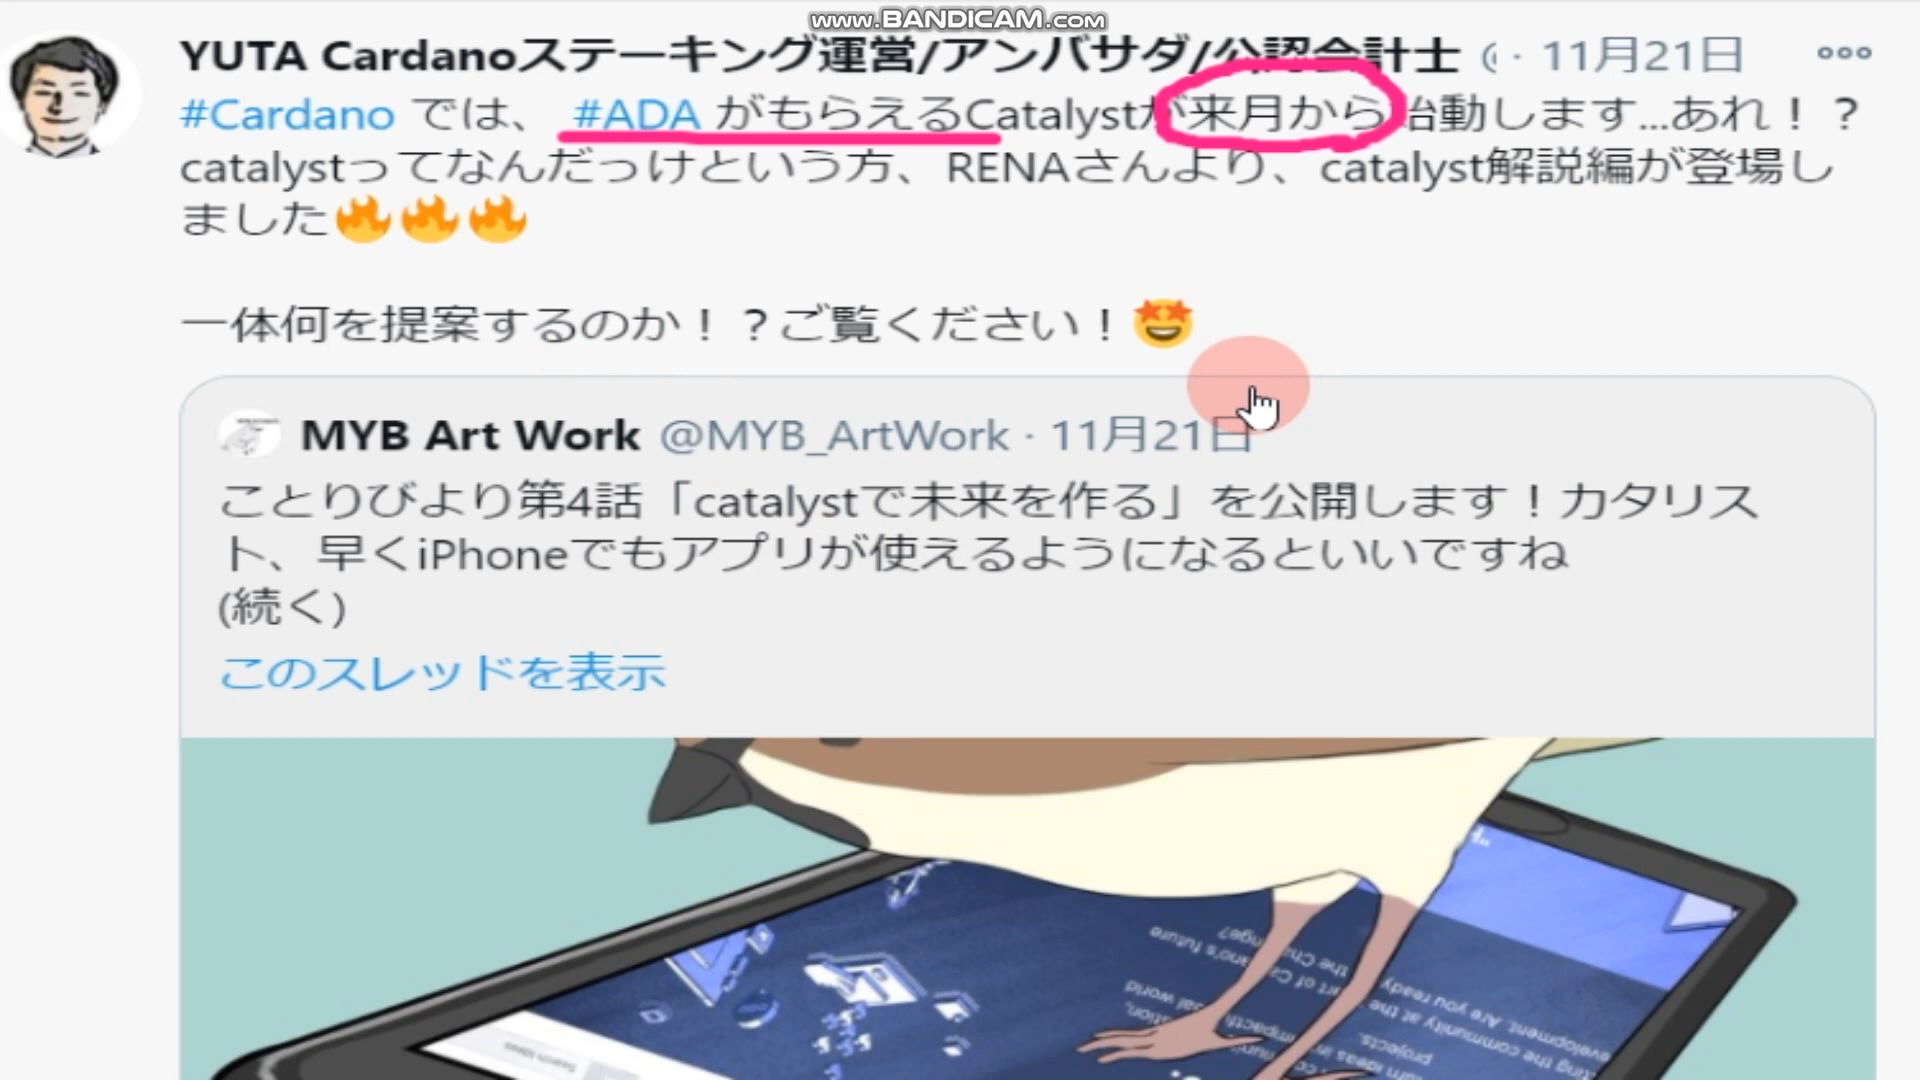 www.BANDICAM.com
YUTA Cardanoステーキング運営/アンバサダ/公認会計士 · 11月21日
#Cardano では、 #ADA がもらえるCatalystが来月から始動します...あれ！？
catalystってなんだっけという方、RENAさんより、catalyst解説編が登場し
ました🔥🔥🔥
一体何を提案するのか！？ご覧ください！🤩
MYB Art Work @MYB_ArtWork · 11月21日
ことりびより第4話「catalystで未来を作る」を公開します！カタリス
ト、早くiPhoneでもアプリが使えるようになるといいですね
(続く)
このスレッドを表示